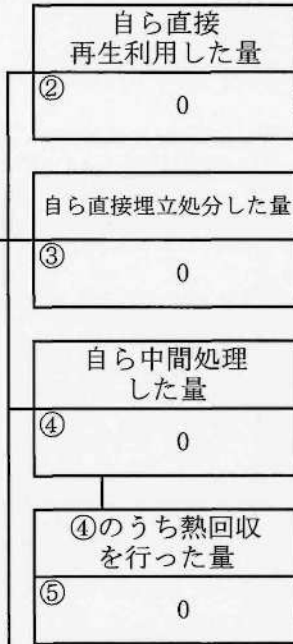 自ら直接
再生利用した量
②
0
自ら直接埋立処分した量
③
0
自ら中間処理
した量
④
0
④のうち熱回収
を行った量
⑤
0